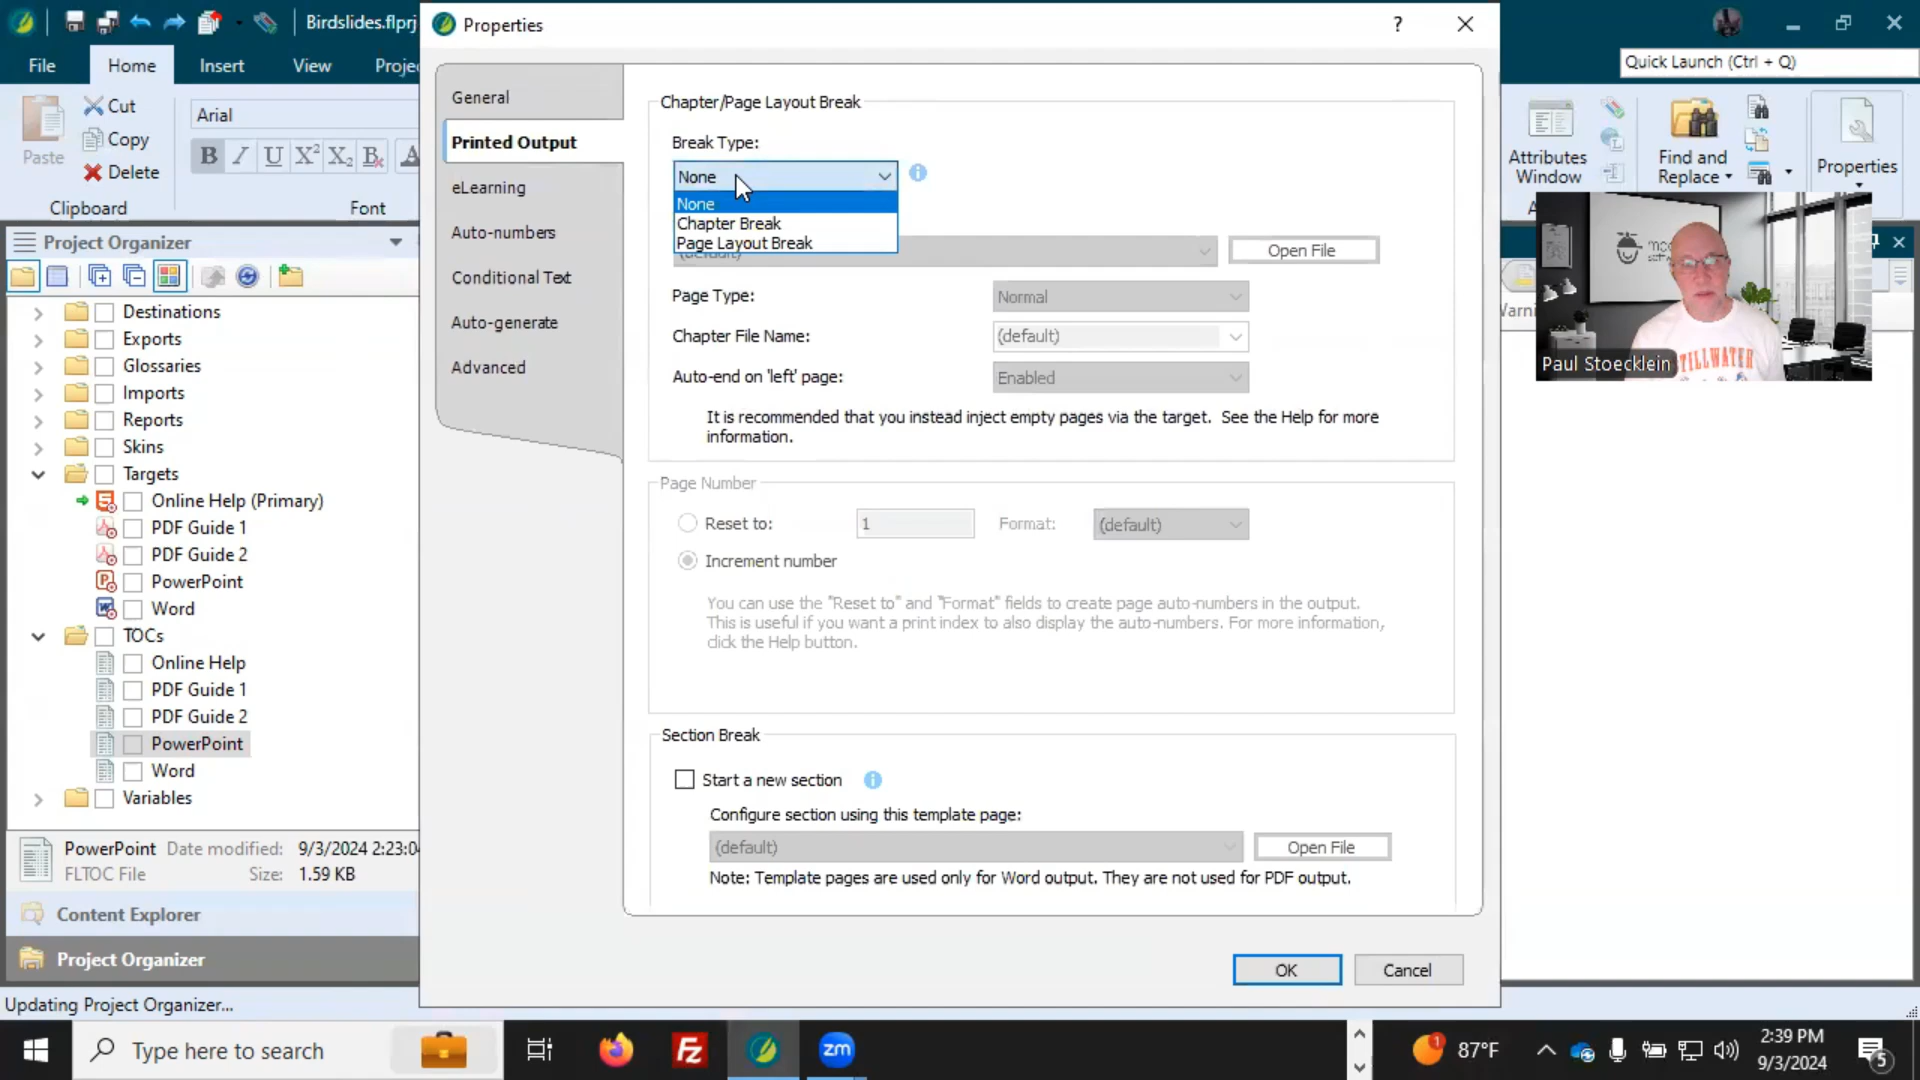 Birdslides.flprj
Properties
?
Quick Launch (Ctrl + Q)
File
Home
Insert
View
Projec
Paste
Cut
Copy
Delete
Clipboard
Arial
B I U X² X₂ B A
Font
Attributes
Window
Find and
Replace
Properties
Project Organizer
Destinations
Exports
Glossaries
Imports
Reports
Skins
Targets
Online Help (Primary)
PDF Guide 1
PDF Guide 2
PowerPoint
Word
TOCs
Online Help
PDF Guide 1
PDF Guide 2
PowerPoint
Word
Variables
PowerPoint Date modified: 9/3/2024 2:23:04
FLTOC File Size: 1.59 KB
Content Explorer
Project Organizer
Updating Project Organizer...
General
Printed Output
eLearning
Auto-numbers
Conditional Text
Auto-generate
Advanced
Chapter/Page Layout Break
Break Type:
None
None
Chapter Break
Page Layout Break
(default)
Open File
Page Type:
Normal
Chapter File Name:
(default)
Auto-end on 'left' page:
Enabled
It is recommended that you instead inject empty pages via the target. See the Help for more
information.
Page Number
Reset to:
1
Format:
(default)
Increment number
You can use the "Reset to" and "Format" fields to create page auto-numbers in the output.
This is useful if you want a print index to also display the auto-numbers. For more information,
click the Help button.
Section Break
Start a new section
Configure section using this template page:
(default)
Open File
Note: Template pages are used only for Word output. They are not used for PDF output.
OK
Cancel
Warni
Paul Stoecklein
STILLWATER
Type here to search
Fz
zm
1
87°F
2:39 PM
9/3/2024
5